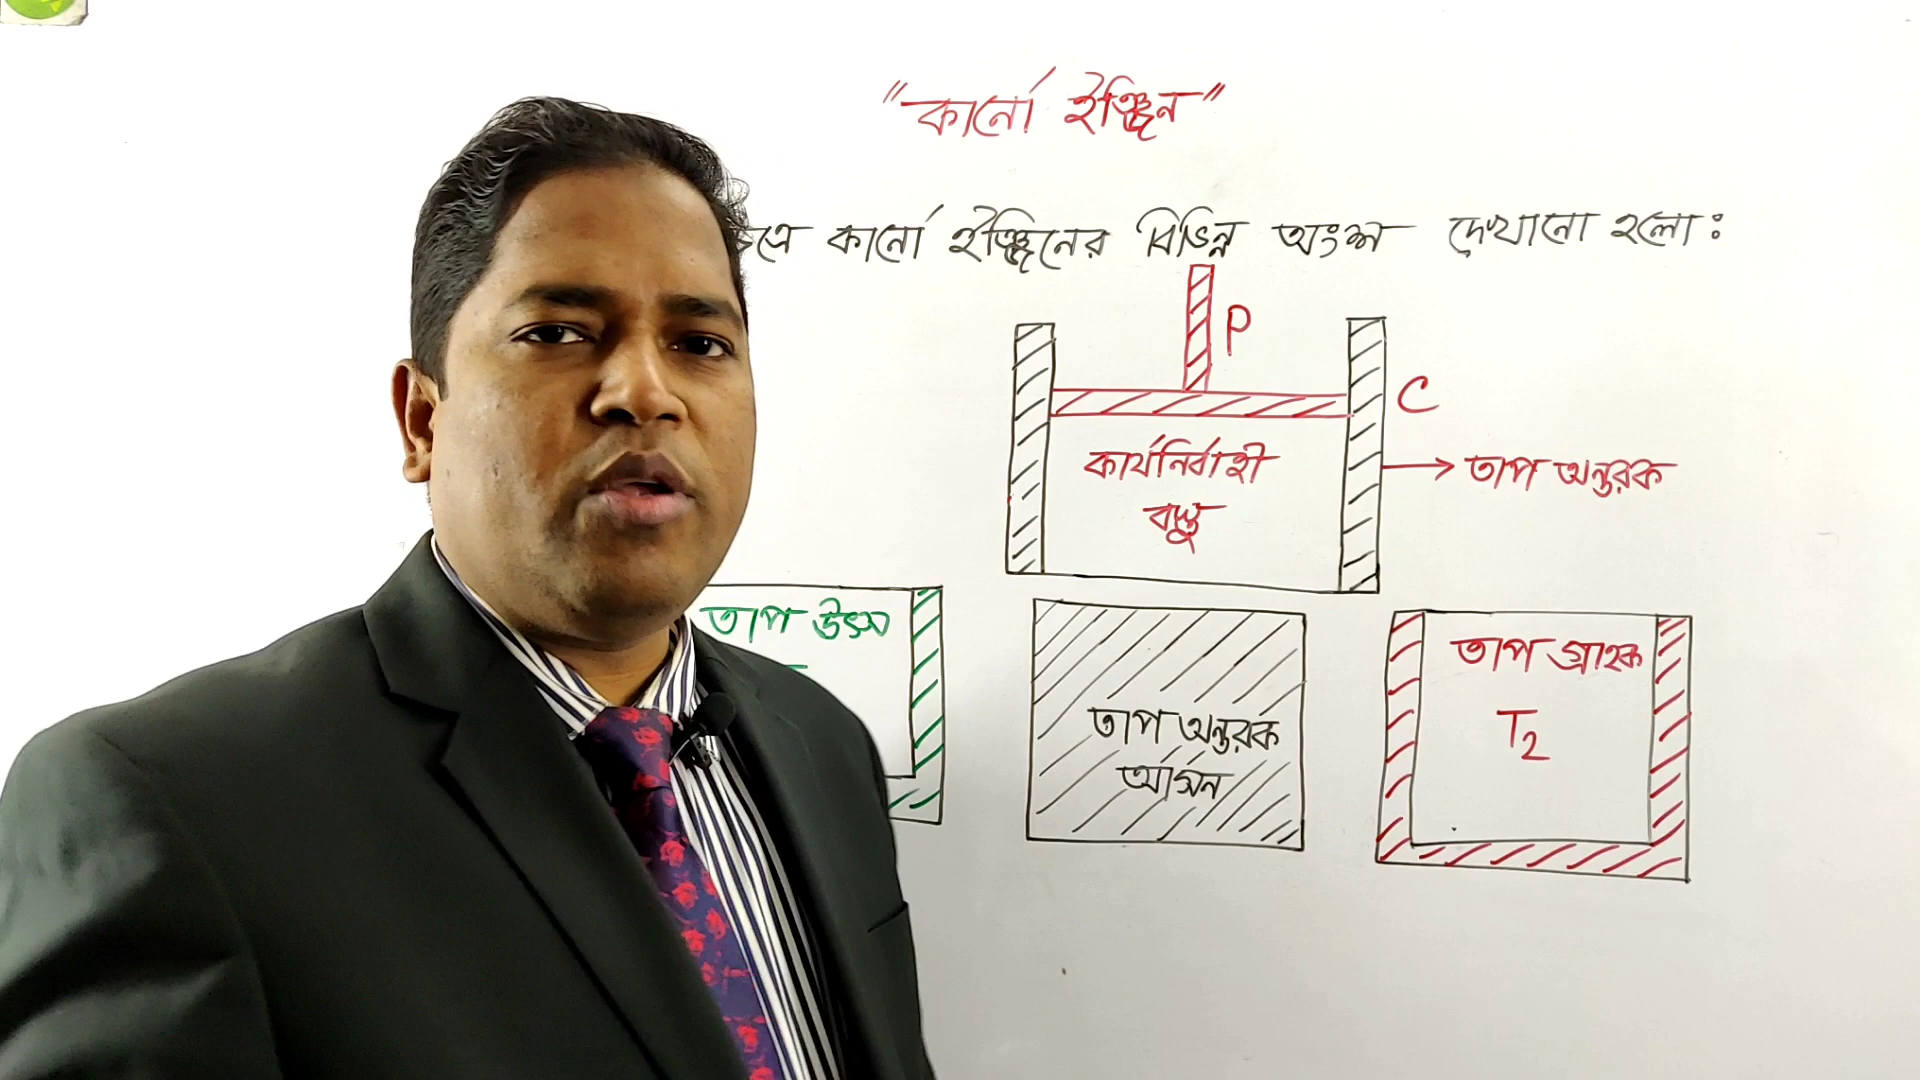 "কার্নো ইঞ্জিন"
কার্নো ইঞ্জিনের বিভিন্ন অংশ দেখানো হলোঃ
P
C
কার্যনির্বাহী
বস্তু
তাপ অন্তরক
তাপ উৎস
তাপ অন্তরক
আসন
তাপ গ্রাহক
T₂